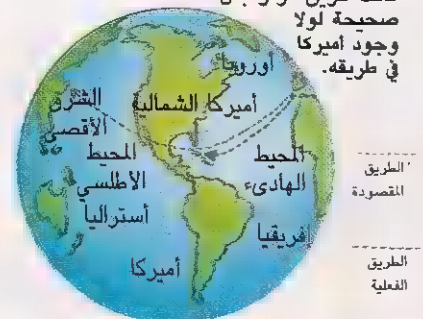 صحيحة لولا
وجود أميركا
في طريقه.
أوروبا
أميركا الشمالية
الشرق
الأقصى
المحيط
الأطلسي
أستراليا
المحيط
الهادىء
إفريقيا
أميركا
الطريق
المقصودة
الطريق
الفعلية